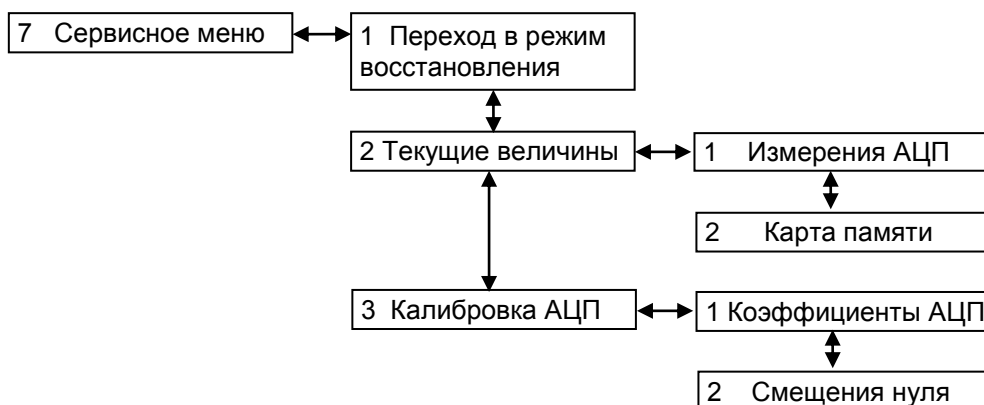 7 Сервисное меню
1 Переход в режим
восстановления
2 Текущие величины
1 Измерения АЦП
2 Карта памяти
3 Калибровка АЦП
1 Коэффициенты АЦП
2 Смещения нуля